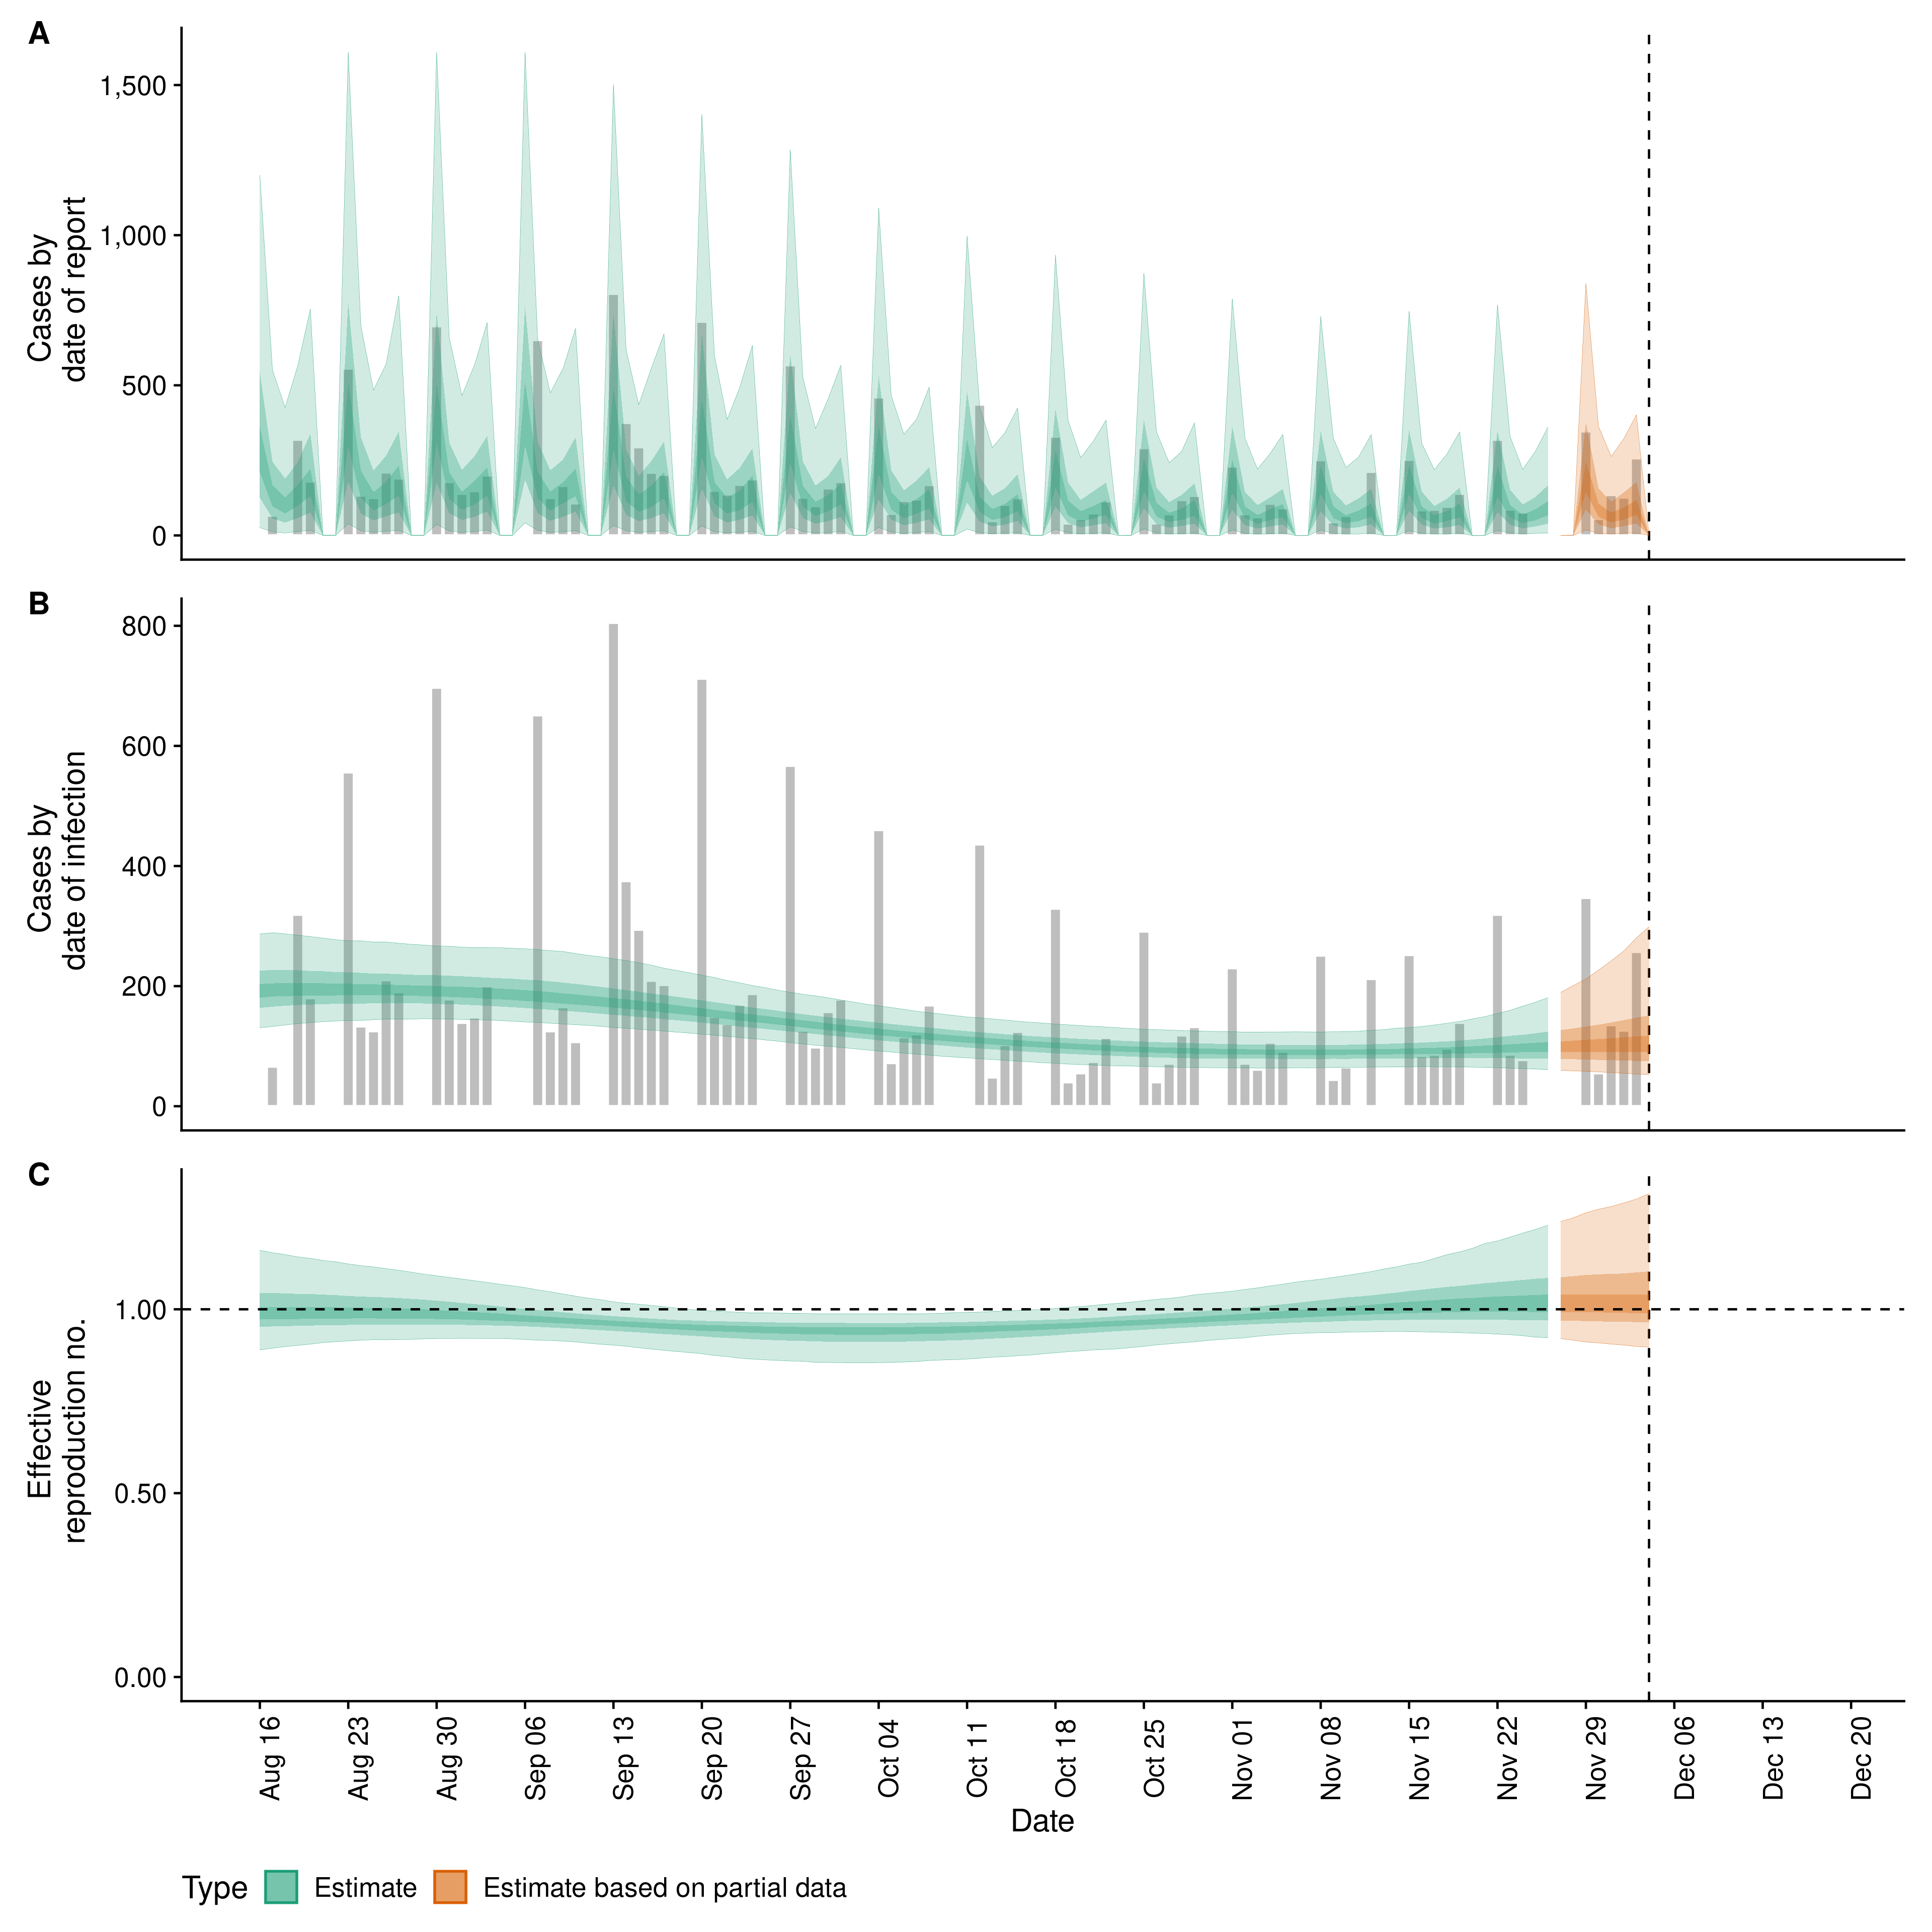 A
Cases by
date of report
1,500
1,000
500
0
B
Cases by
date of infection
800
600
400
200
0
C
Effective
reproduction no.
1.00
0.50
0.00
Aug 16
Aug 23
Aug 30
Sep 06
Sep 13
Sep 20
Sep 27
Oct 04
Oct 11
Oct 18
Oct 25
Nov 01
Nov 08
Nov 15
Nov 22
Nov 29
Dec 06
Dec 13
Dec 20
Date
Type Estimate Estimate based on partial data